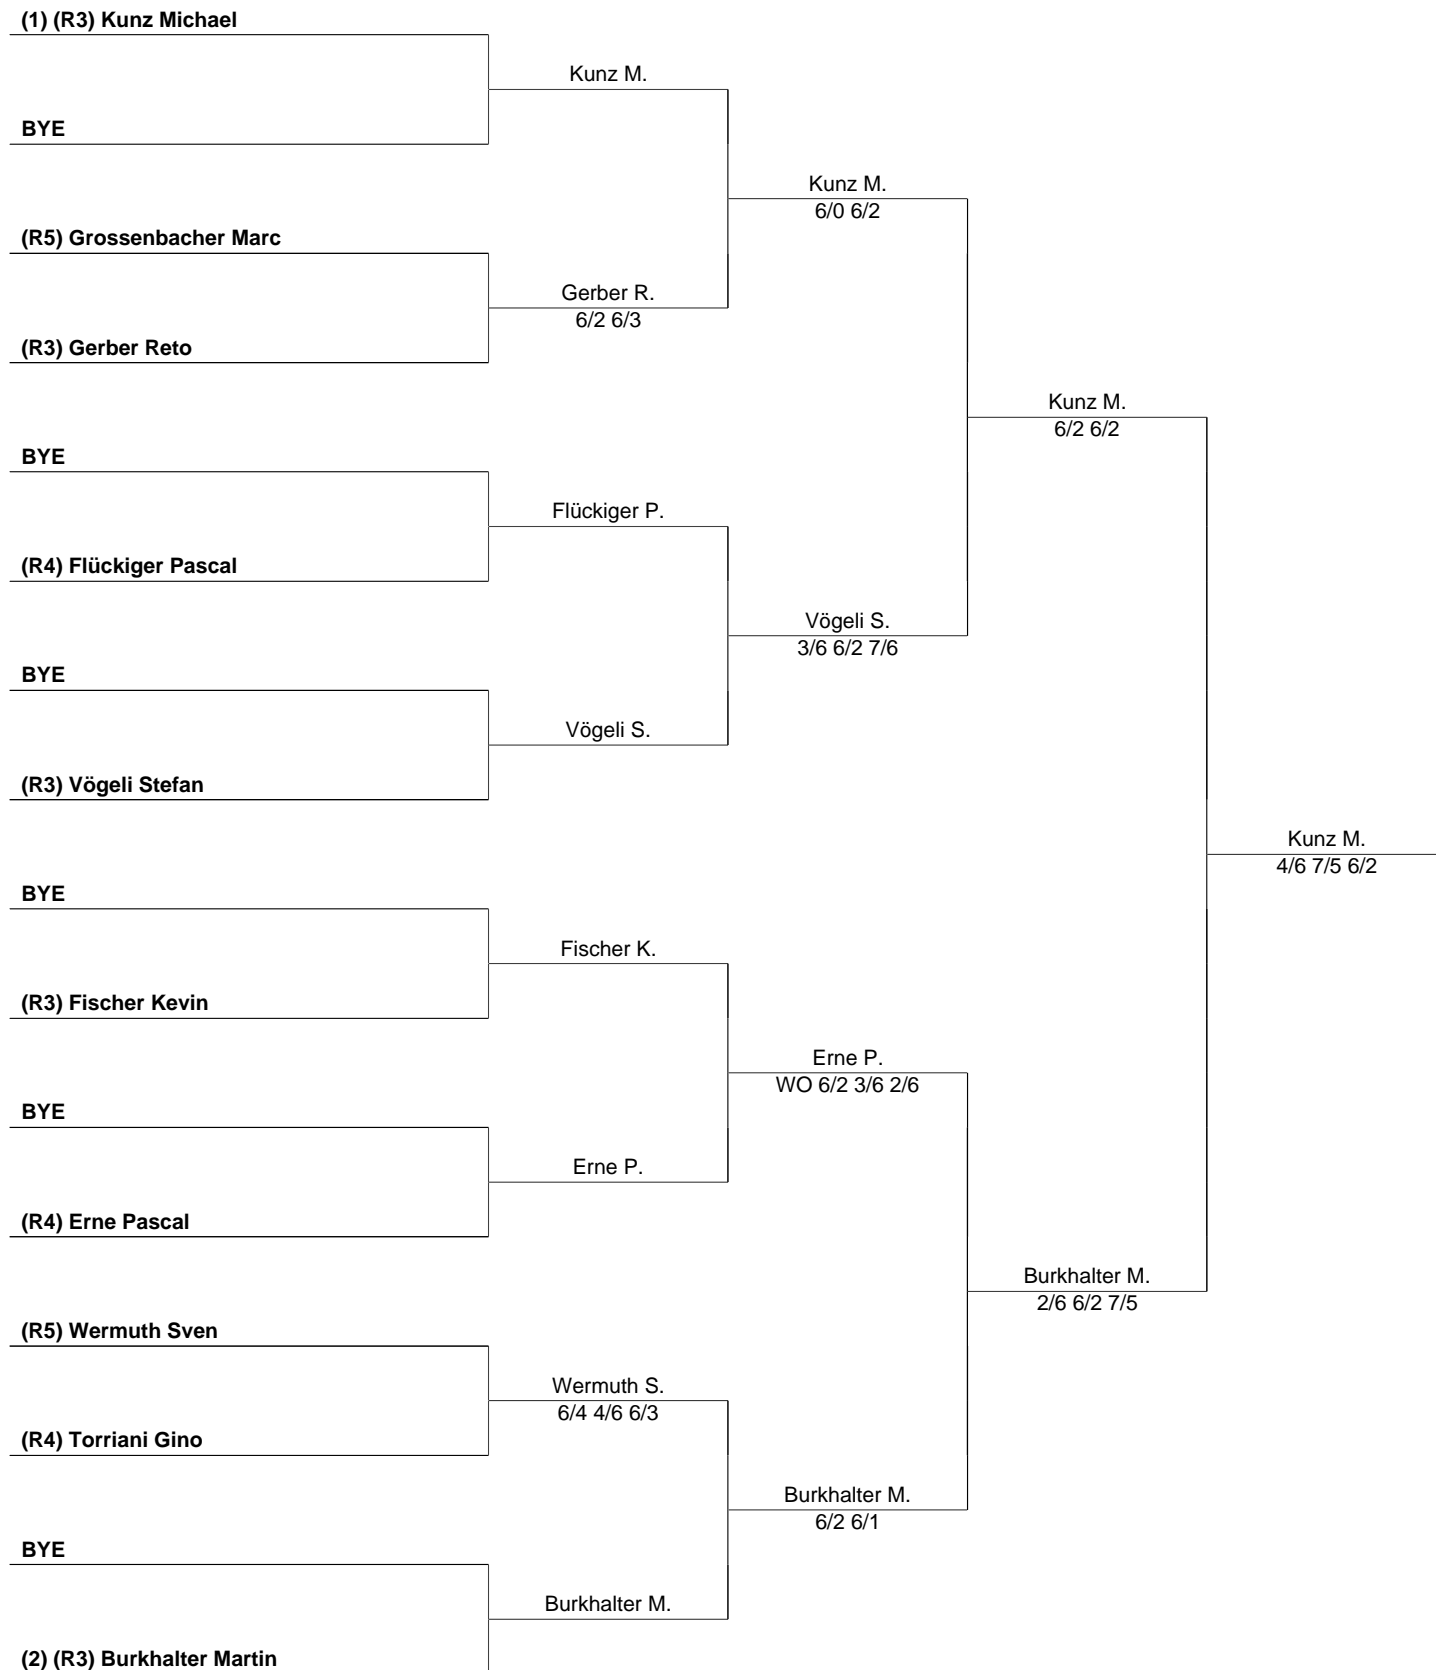 (1) (R3) Kunz Michael
Kunz M.
BYE
Kunz M.
6/0 6/2
(R5) Grossenbacher Marc
Gerber R.
6/2 6/3
(R3) Gerber Reto
Kunz M.
6/2 6/2
BYE
Flückiger P.
(R4) Flückiger Pascal
Vögeli S.
3/6 6/2 7/6
BYE
Vögeli S.
(R3) Vögeli Stefan
Kunz M.
4/6 7/5 6/2
BYE
Fischer K.
(R3) Fischer Kevin
Erne P.
WO 6/2 3/6 2/6
BYE
Erne P.
(R4) Erne Pascal
Burkhalter M.
2/6 6/2 7/5
(R5) Wermuth Sven
Wermuth S.
6/4 4/6 6/3
(R4) Torriani Gino
Burkhalter M.
6/2 6/1
BYE
Burkhalter M.
(2) (R3) Burkhalter Martin